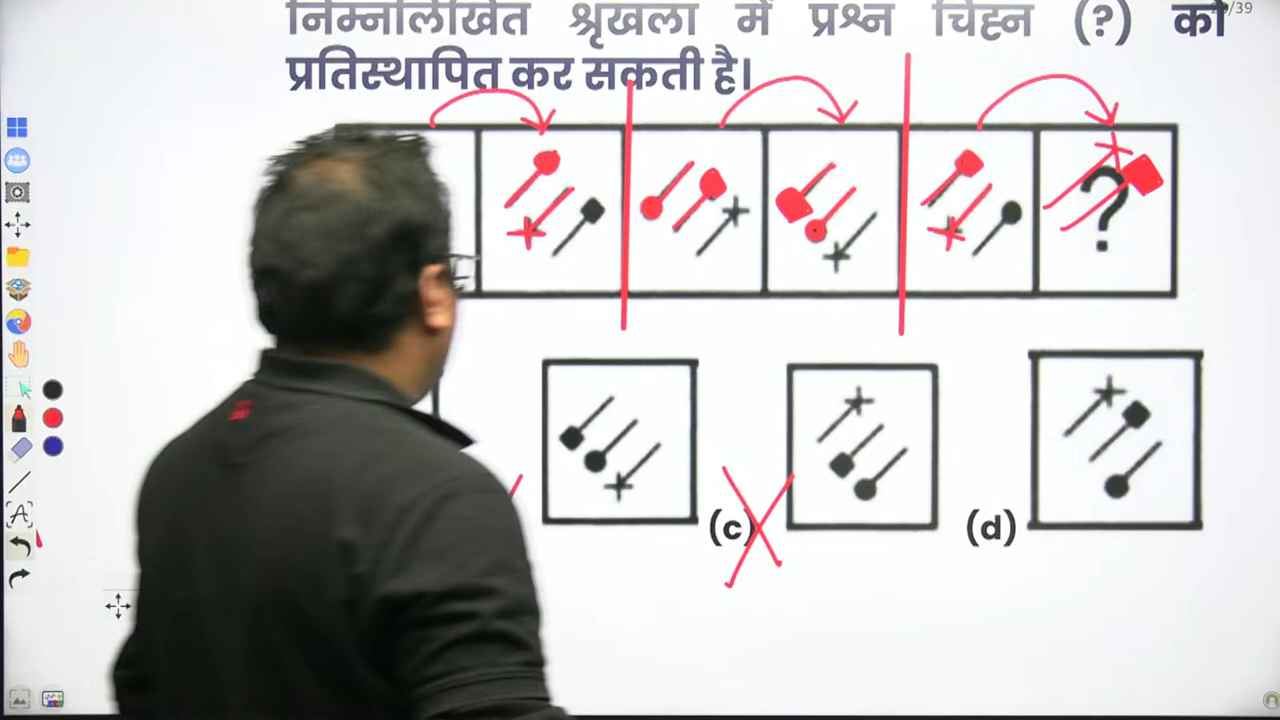 निम्नलिखित श्रृंखला में प्रश्न चिह्न (?) को
प्रतिस्थापित कर सकती है।
?
(c)
(d)